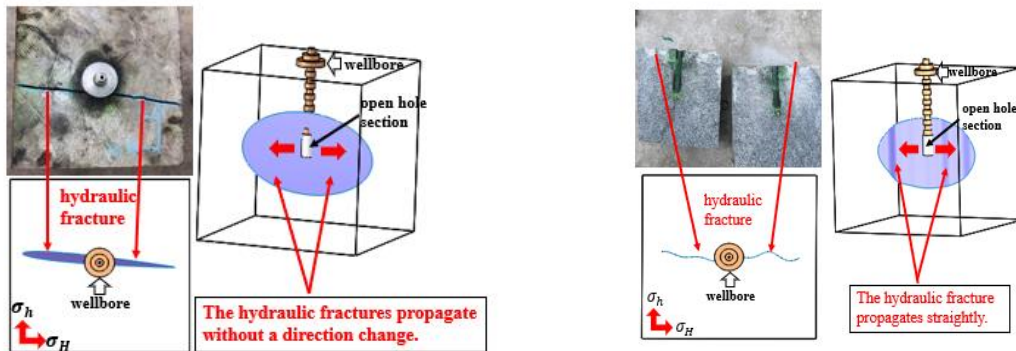 wellbore
open hole
section
hydraulic
fracture
wellbore
σh
σH
The hydraulic fractures propagate
without a direction change.
wellbore
open hole
section
hydraulic
fracture
wellbore
σh
σH
The hydraulic fracture
propagates straightly.